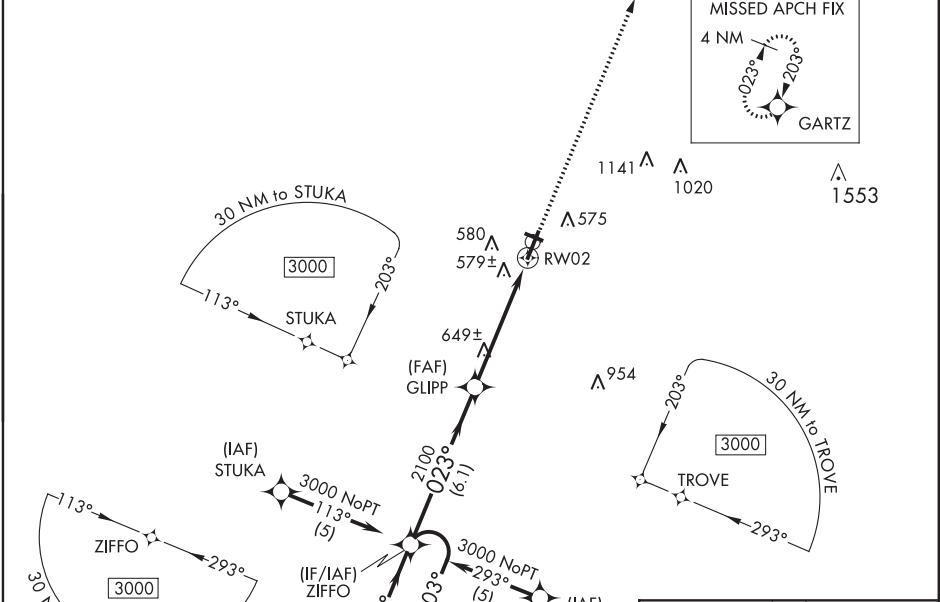 MISSED APCH FIX
4 NM
023°
203°
GARTZ
1141
1020
1553
30 NM to STUKA
575
580
579±
RW02
3000
203°
113°
STUKA
649±
(FAF)
GLIPP
954
203°
30 NM to TROVE
3000
(IAF)
STUKA
2100
023°
(6.1)
TROVE
3000 NoPT
113°
(5)
293°
113°
ZIFFO
293°
3000 NoPT
293°
(5)
(IF/IAF)
ZIFFO
3000
30 N
03°
(IAF)